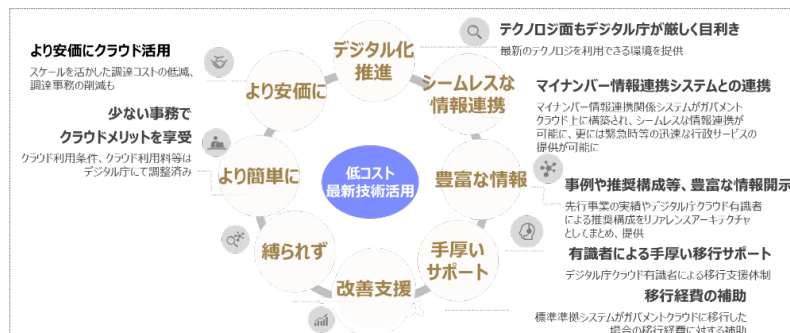 より安価にクラウド活用
スケールを活かした調達コストの低減、
調達事務の削減も
少ない事務で
クラウドメリットを享受
クラウド利用条件、クラウド利用料等は
デジタル庁にて調整済み
デジタル化
推進
シームレスな
情報連携
豊富な情報
手厚い
サポート
改善支援
縛られず
より簡単に
より安価に
低コスト
最新技術活用
テクノロジ面もデジタル庁が厳しく目利き
最新のテクノロジを利用できる環境を提供
マイナンバー情報連携システムとの連携
マイナンバー情報連携関係システムがガバメント
クラウド上に構築され、シームレスな情報連携が
可能に、更には緊急時等の迅速な行政サービスの
提供が可能に
事例や推奨構成等、豊富な情報開示
先行事業の実績やデジタル庁クラウド有識者
による推奨構成をリファレンスアーキテクチャ
としてまとめ、提供
有識者による手厚い移行サポート
デジタル庁クラウド有識者による移行支援体制
移行経費の補助
標準準拠システムがガバメントクラウドに移行した
場合の移行経費に対する補助